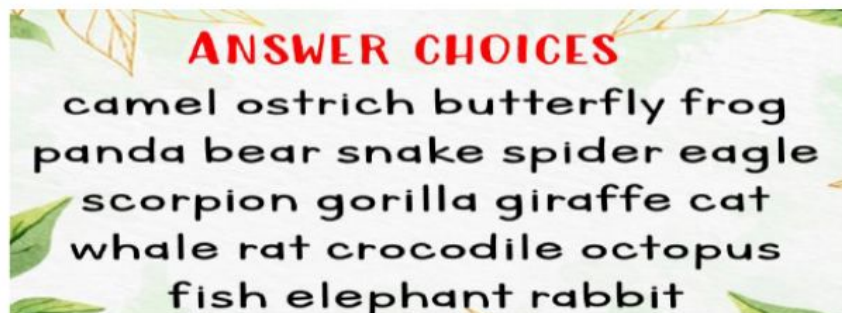 ANSWER CHOICES
camel ostrich butterfly frog
panda bear snake spider eagle
scorpion gorilla giraffe cat
whale rat crocodile octopus
fish elephant rabbit